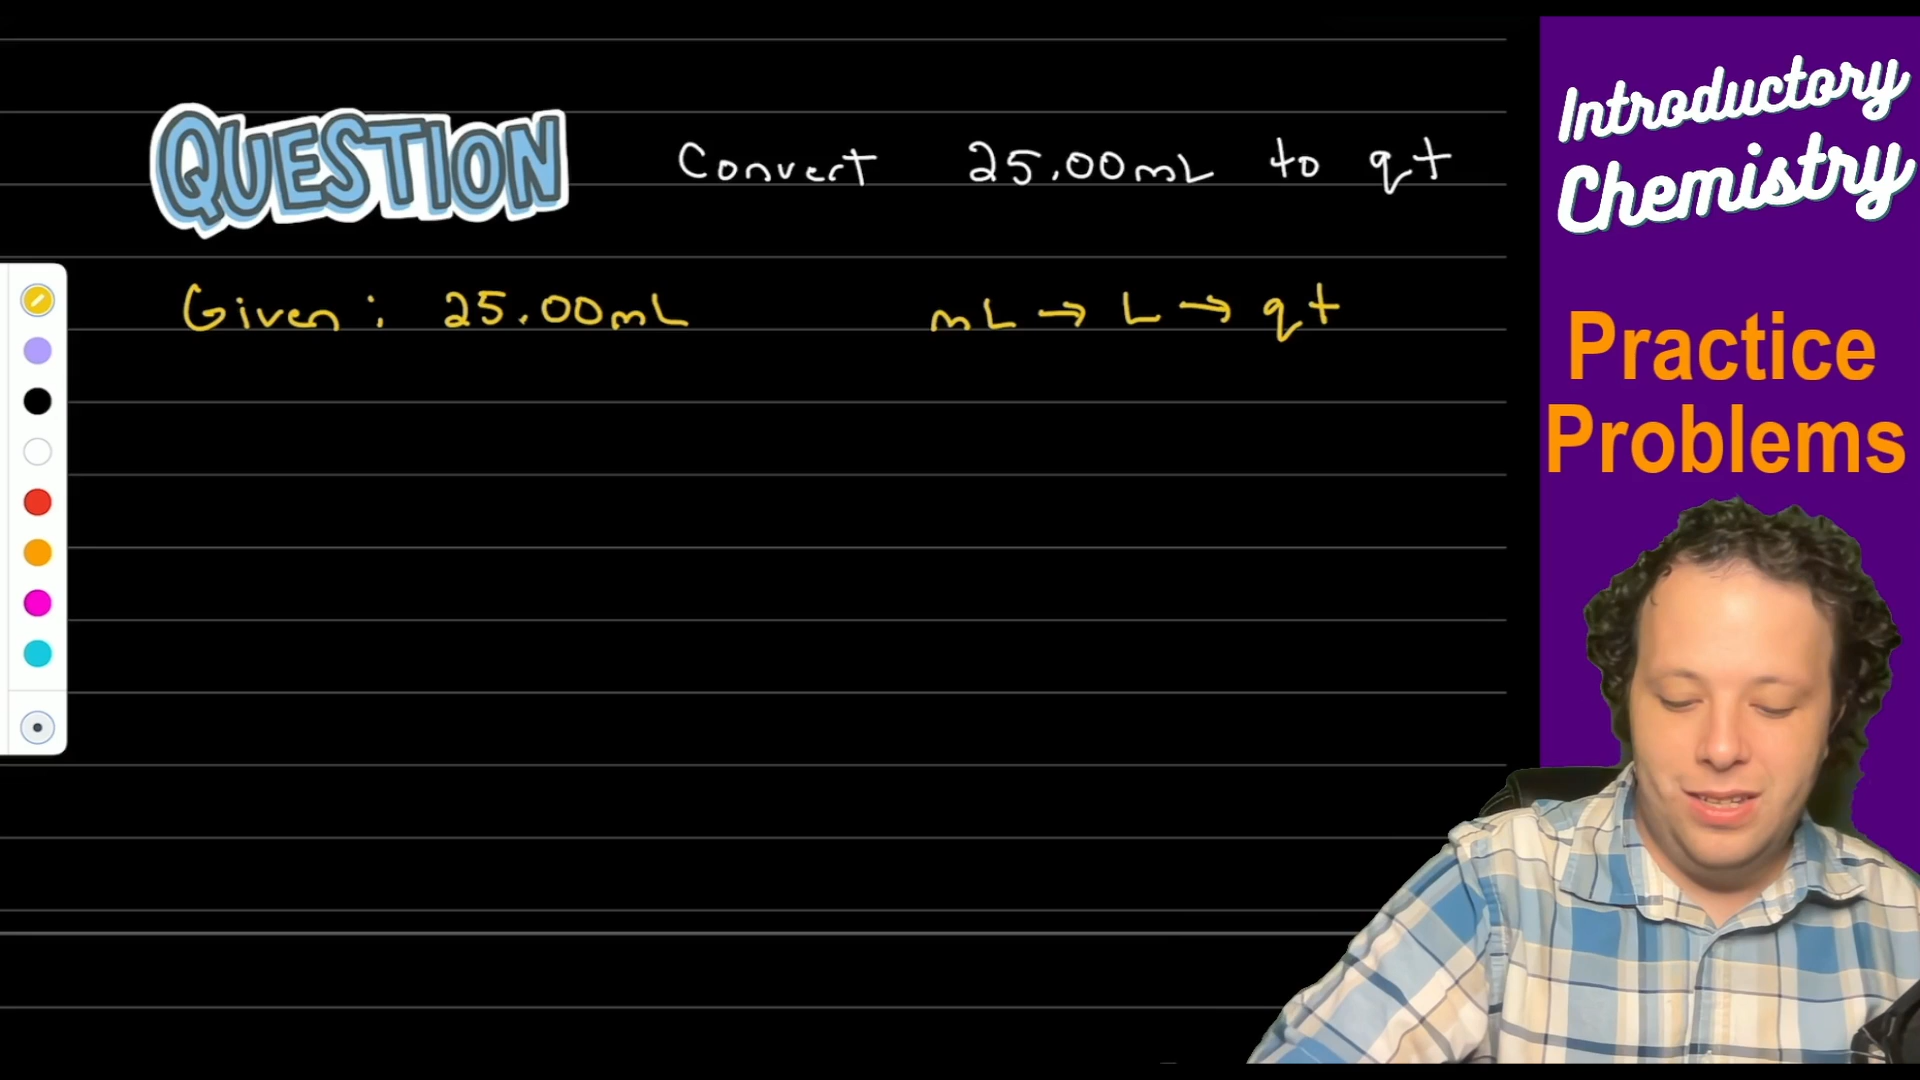 QUESTION Convert 25.00mL to qt
Given: 25.00mL mL → L → qt
Introductory
Chemistry
Practice
Problems